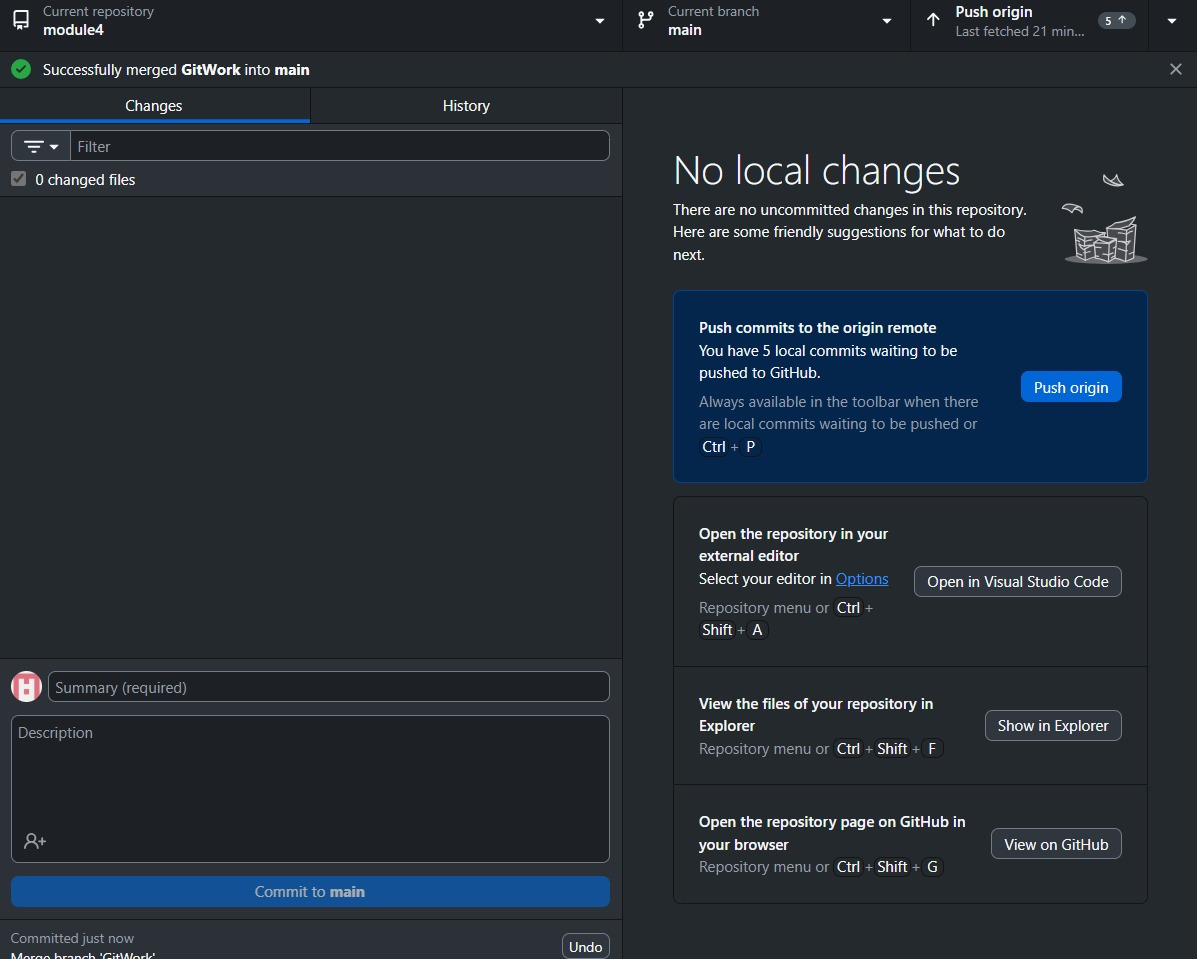 Current repository
module4
Current branch
main
Push origin
Last fetched 21 min...
5
Successfully merged GitWork into main
Changes
History
Filter
0 changed files
No local changes
There are no uncommitted changes in this repository.
Here are some friendly suggestions for what to do
next.
Push commits to the origin remote
You have 5 local commits waiting to be
pushed to GitHub.
Always available in the toolbar when there
are local commits waiting to be pushed or
Ctrl + P
Push origin
Open the repository in your
external editor
Select your editor in Options
Repository menu or Ctrl +
Shift + A
Open in Visual Studio Code
View the files of your repository in
Explorer
Repository menu or Ctrl + Shift + F
Show in Explorer
Open the repository page on GitHub in
your browser
Repository menu or Ctrl + Shift + G
View on GitHub
Summary (required)
Description
Commit to main
Committed just now
Merge branch 'GitWork'
Undo